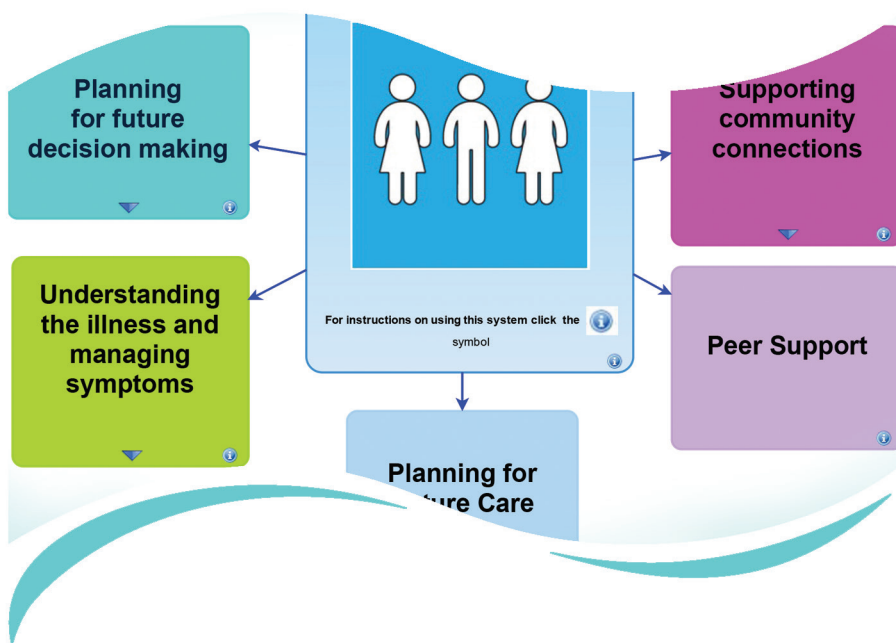 Planning
for future
decision making
Supporting
community
connections
Understanding
the illness and
managing
symptoms
For instructions on using this system click the
symbol
Peer Support
Planning for
Care